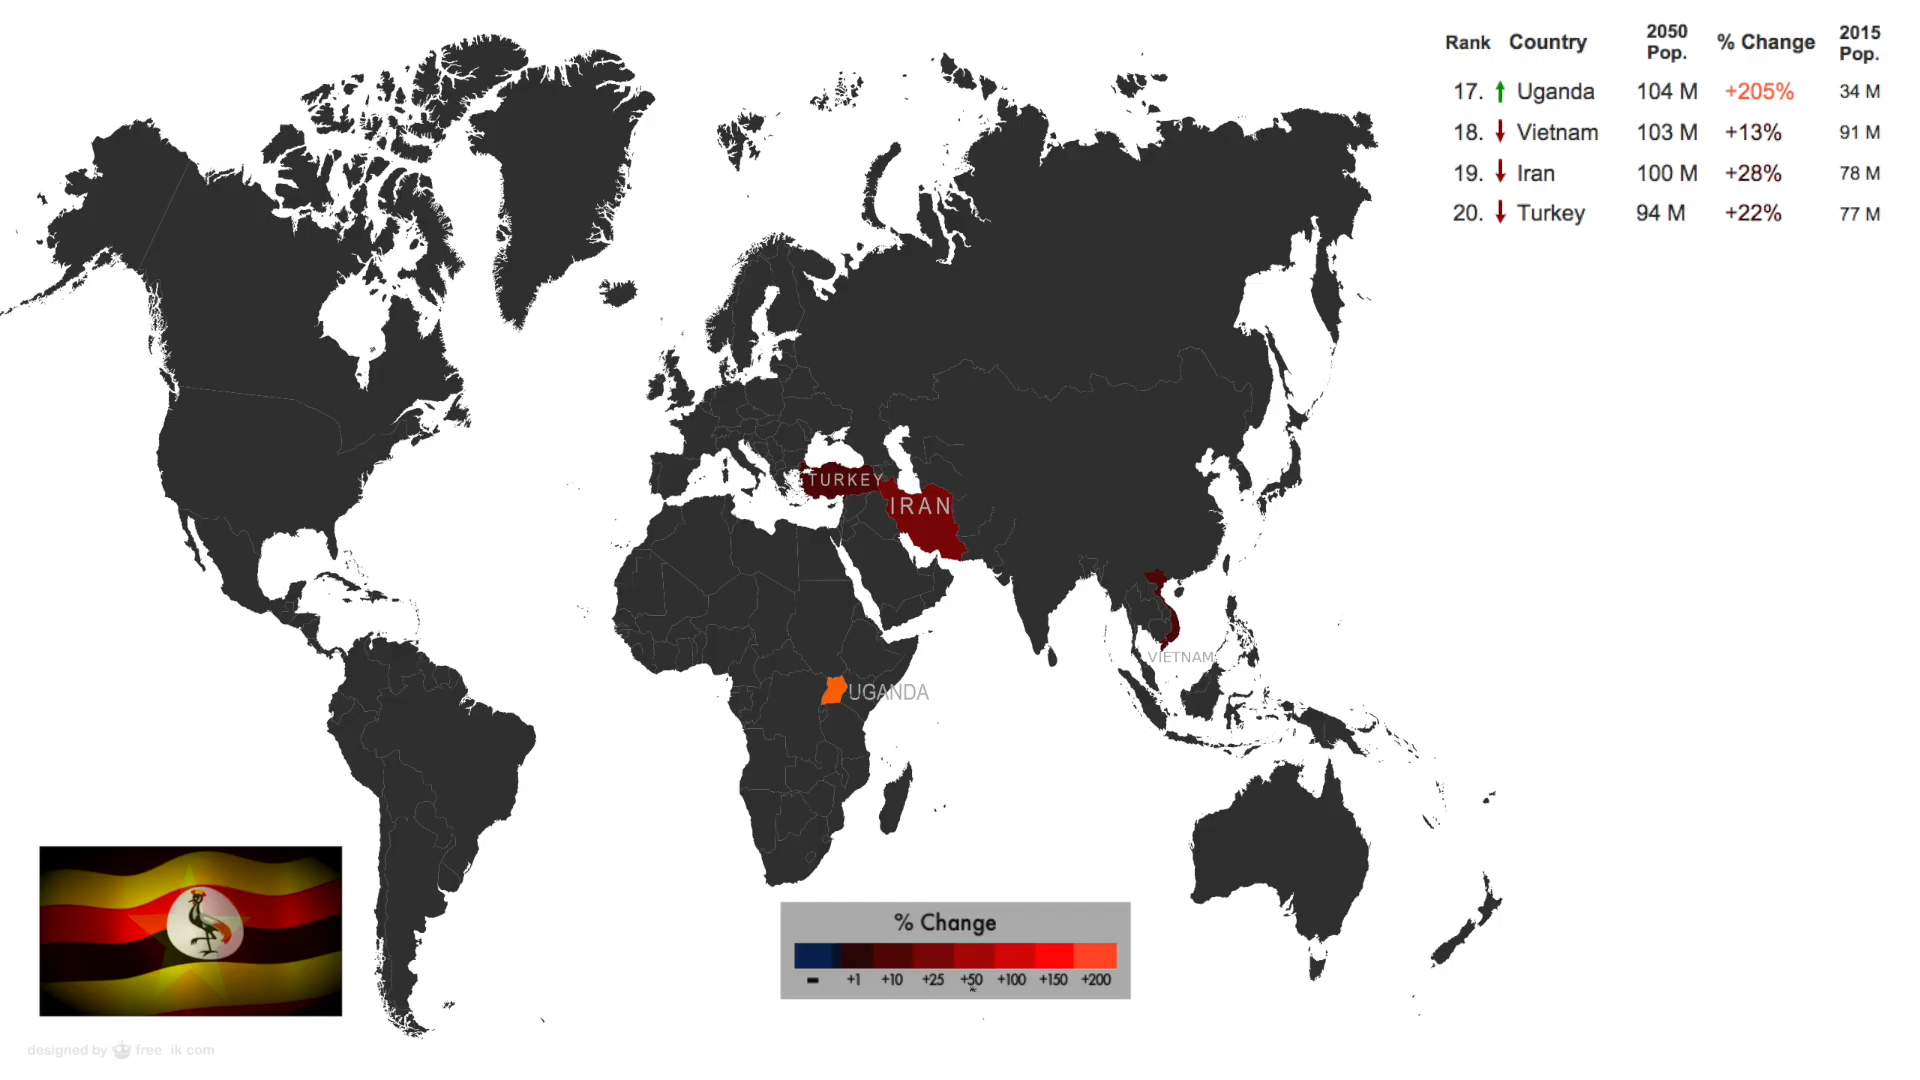 Rank Country 2050 Pop. % Change 2015 Pop.
17. Uganda 104 M +205% 34 M
18. Vietnam 103 M +13% 91 M
19. Iran 100 M +28% 78 M
20. Turkey 94 M +22% 77 M
TURKEY
IRAN
VIETNAM
UGANDA
% Change
- +1 +10 +25 +50 +100 +150 +200
designed by free ik.com